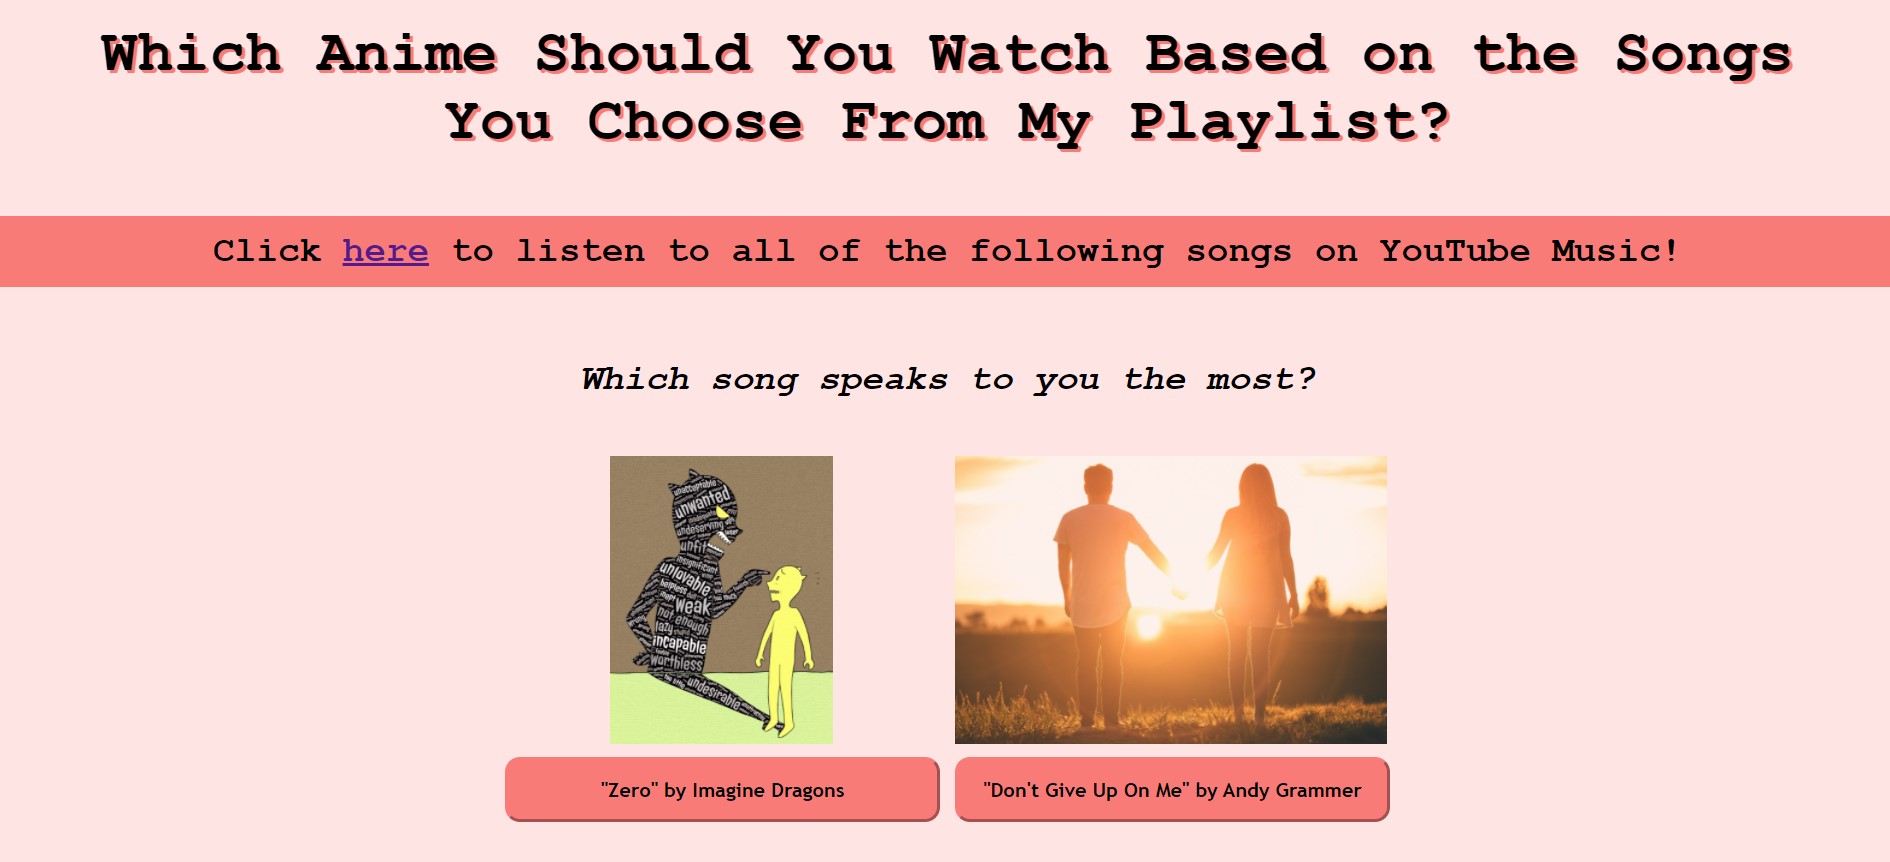 Which Anime Should You Watch Based on the Songs
You Choose From My Playlist?
Click here to listen to all of the following songs on YouTube Music!
Which song speaks to you the most?
unacceptable
unwanted
undeserving
unfit
insignificant
unlovable
helpless
weak
not
enough
lazy
incapable
worthless
undesirable
"Zero" by Imagine Dragons
"Don't Give Up On Me" by Andy Grammer